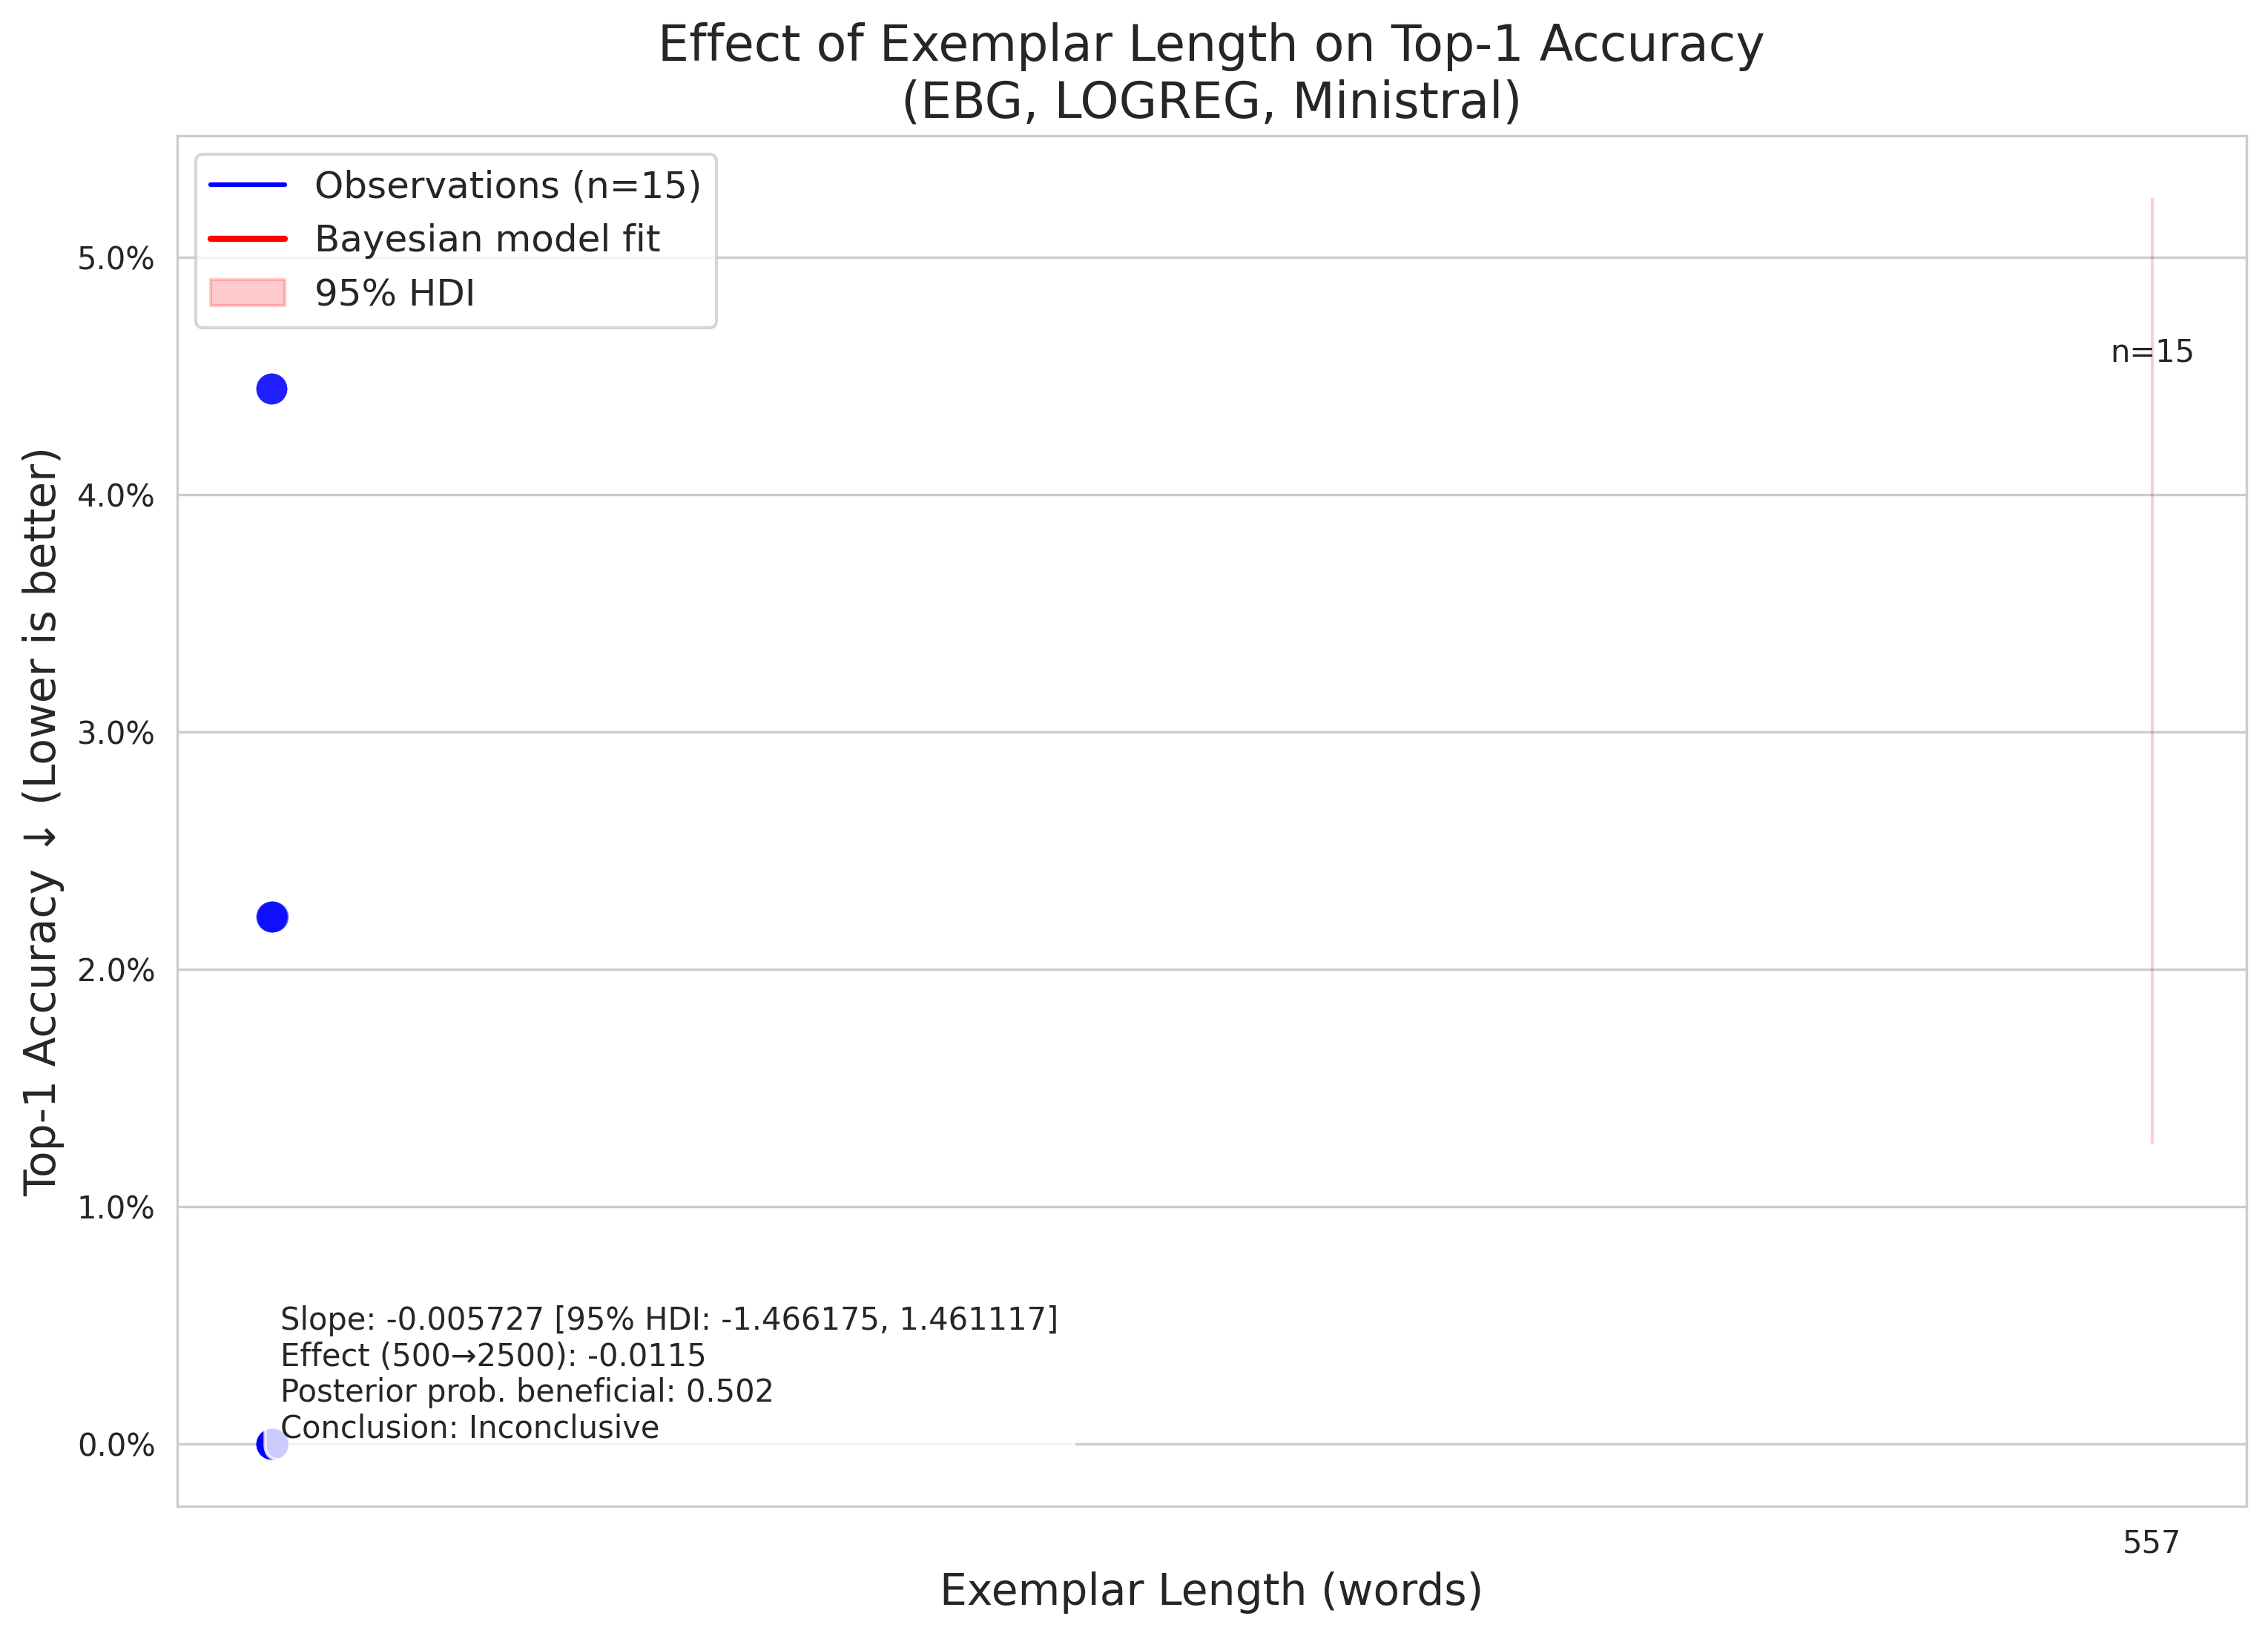 Effect of Exemplar Length on Top-1 Accuracy
(EBG, LOGREG, Ministral)
Observations (n=15)
Bayesian model fit
95% HDI
5.0%
4.0%
3.0%
2.0%
1.0%
0.0%
Top-1 Accuracy ↓ (Lower is better)
n=15
Slope: -0.005727 [95% HDI: -1.466175, 1.461117]
Effect (500→2500): -0.0115
Posterior prob. beneficial: 0.502
Conclusion: Inconclusive
557
Exemplar Length (words)